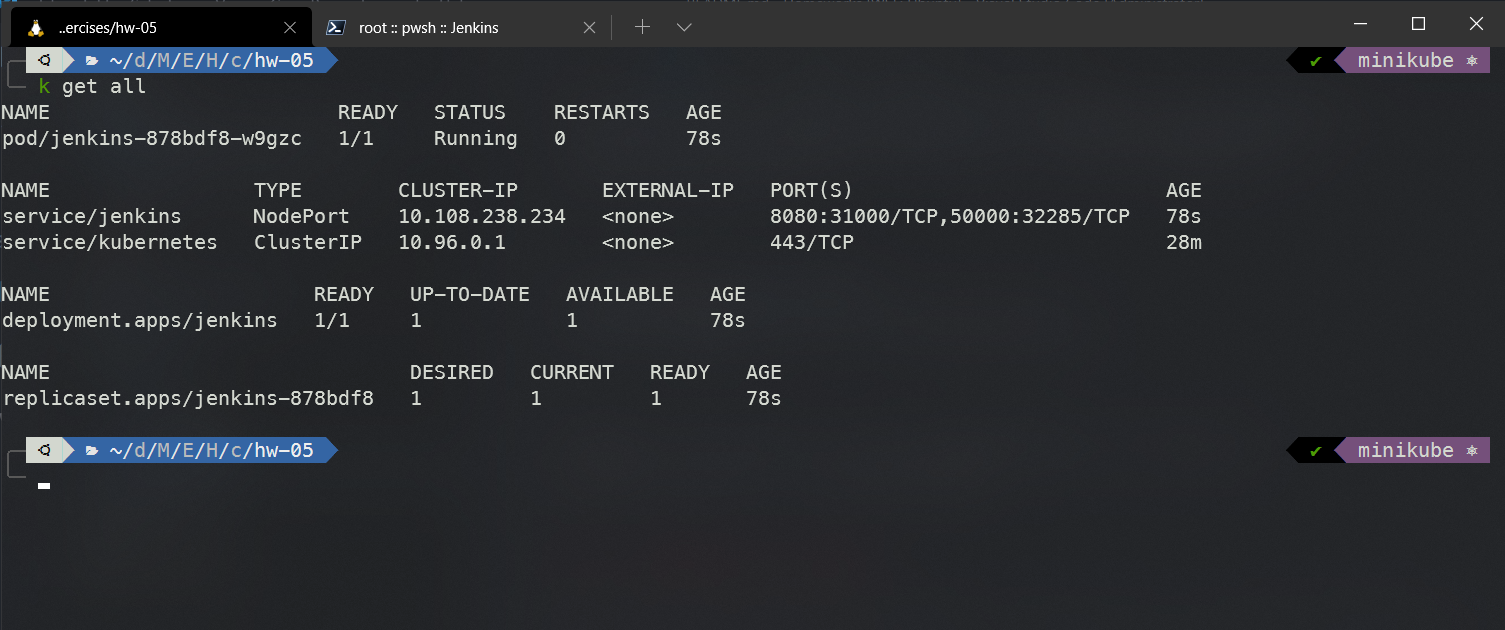 ..ercises/hw-05
root :: pwsh :: Jenkins
~/d/M/E/H/c/hw-05 ✔ minikube
k get all
NAME READY STATUS RESTARTS AGE
pod/jenkins-878bdf8-w9gzc 1/1 Running 0 78s
NAME TYPE CLUSTER-IP EXTERNAL-IP PORT(S) AGE
service/jenkins NodePort 10.108.238.234 <none> 8080:31000/TCP,50000:32285/TCP 78s
service/kubernetes ClusterIP 10.96.0.1 <none> 443/TCP 28m
NAME READY UP-TO-DATE AVAILABLE AGE
deployment.apps/jenkins 1/1 1 1 78s
NAME DESIRED CURRENT READY AGE
replicaset.apps/jenkins-878bdf8 1 1 1 78s
~/d/M/E/H/c/hw-05 ✔ minikube